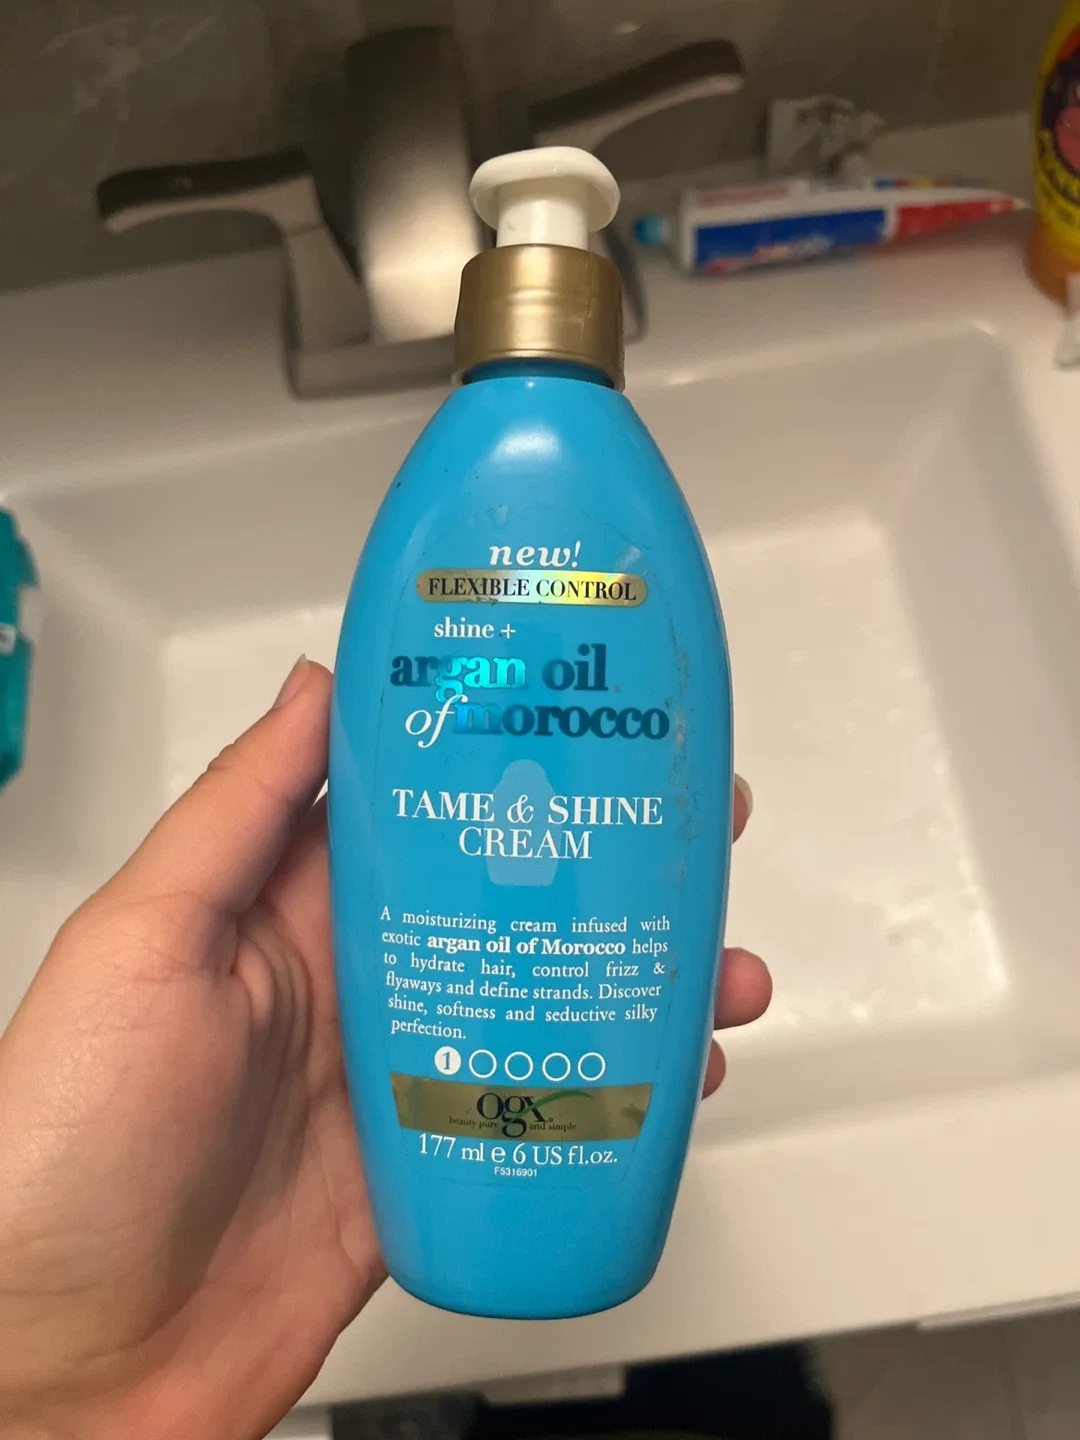 new!
FLEXIBLE CONTROL
shine +
argan oil
of morocco
TAME & SHINE
CREAM
A moisturizing cream infused with
exotic argan oil of Morocco helps
to hydrate hair, control frizz &
flyaways and define strands. Discover
shine, softness and seductive silky
perfection.
1
Ogx
beauty pure and simple
177 ml e 6 US fl.oz.
F5316901